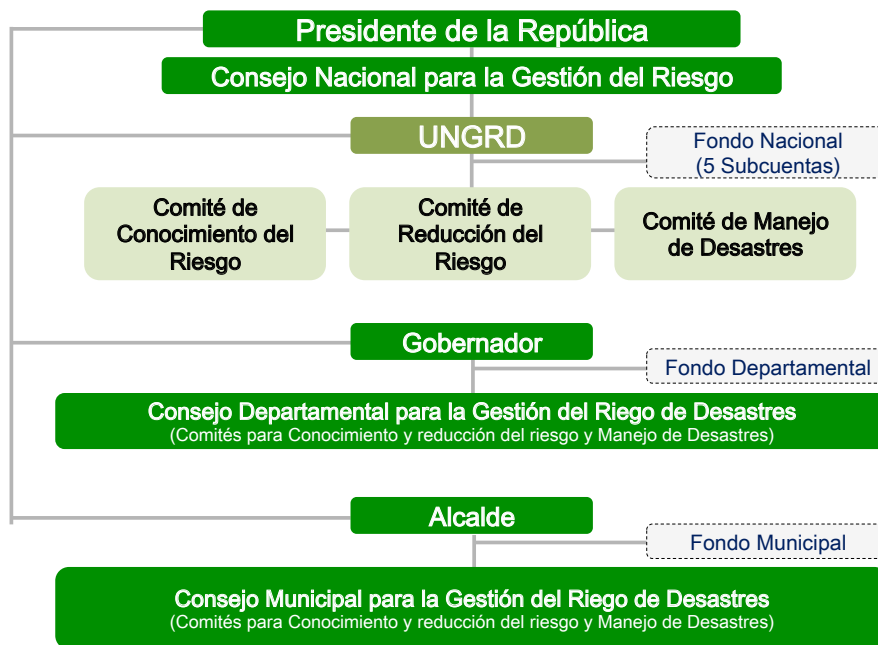 Presidente de la República
Consejo Nacional para la Gestión del Riesgo
UNGRD
Fondo Nacional
(5 Subcuentas)
Comité de
Conocimiento del
Riesgo
Comité de
Reducción del
Riesgo
Comité de Manejo
de Desastres
Gobernador
Fondo Departamental
Consejo Departamental para la Gestión del Riego de Desastres
(Comités para Conocimiento y reducción del riesgo y Manejo de Desastres)
Alcalde
Fondo Municipal
Consejo Municipal para la Gestión del Riego de Desastres
(Comités para Conocimiento y reducción del riesgo y Manejo de Desastres)